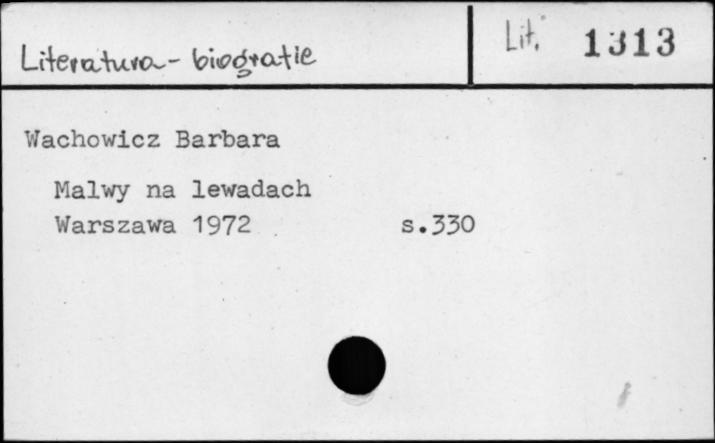 Literatura - biografie
Lit. 1313
Wachowicz Barbara
Malwy na lewadach
Warszawa 1972 s.330